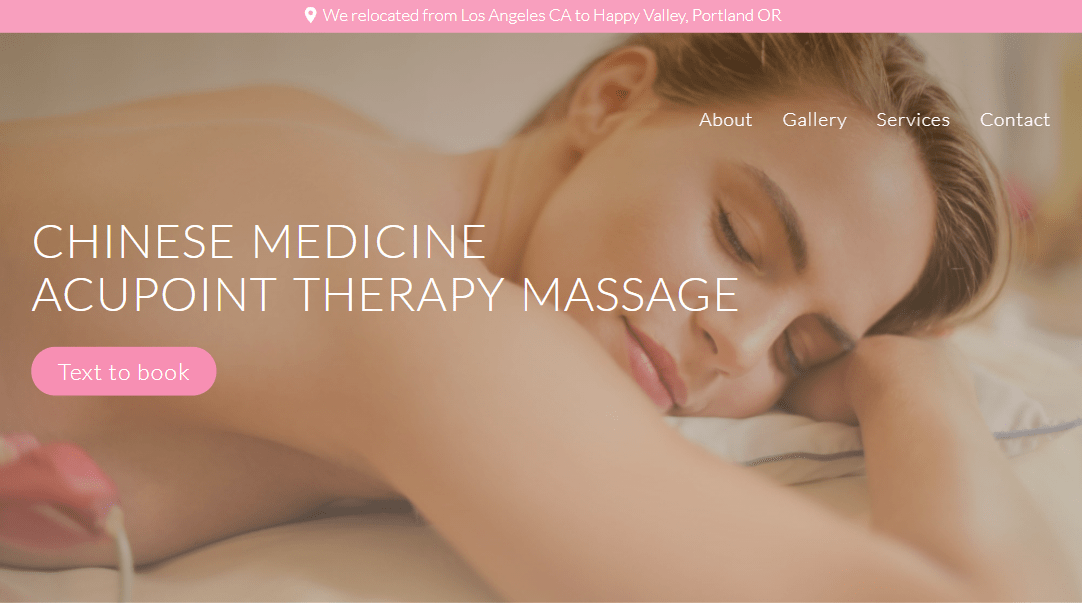 We relocated from Los Angeles CA to Happy Valley, Portland OR
About Gallery Services Contact
CHINESE MEDICINE
ACUPOINT THERAPY MASSAGE
Text to book